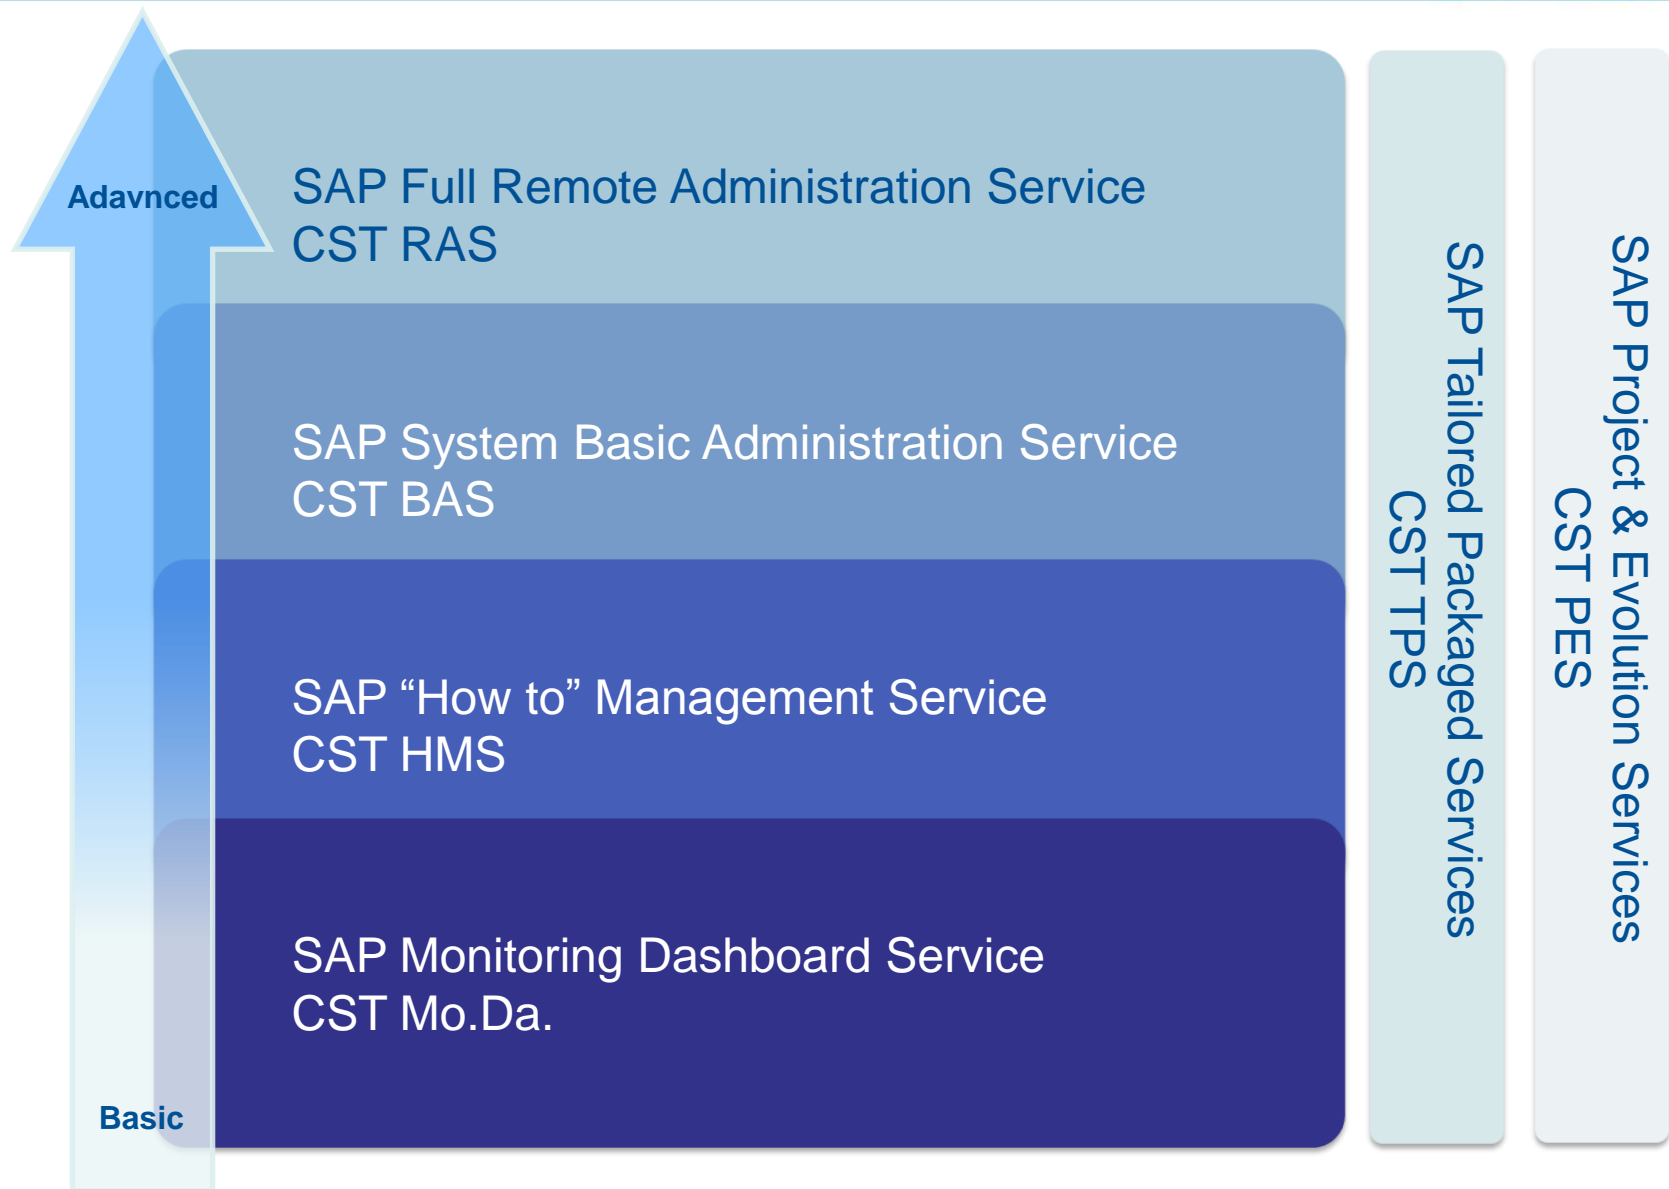 Adavnced
SAP Full Remote Administration Service
CST RAS
SAP System Basic Administration Service
CST BAS
SAP “How to” Management Service
CST HMS
SAP Monitoring Dashboard Service
CST Mo.Da.
Basic
SAP Tailored Packaged Services
CST TPS
SAP Project & Evolution Services
CST PES